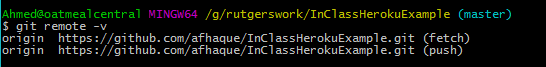 Ahmed@oatmealcentral MINGW64 /g/rutgerswork/InClassHerokuExample (master)
$ git remote -v
origin  https://github.com/afhaque/InClassHerokuExample.git (fetch)
origin  https://github.com/afhaque/InClassHerokuExample.git (push)